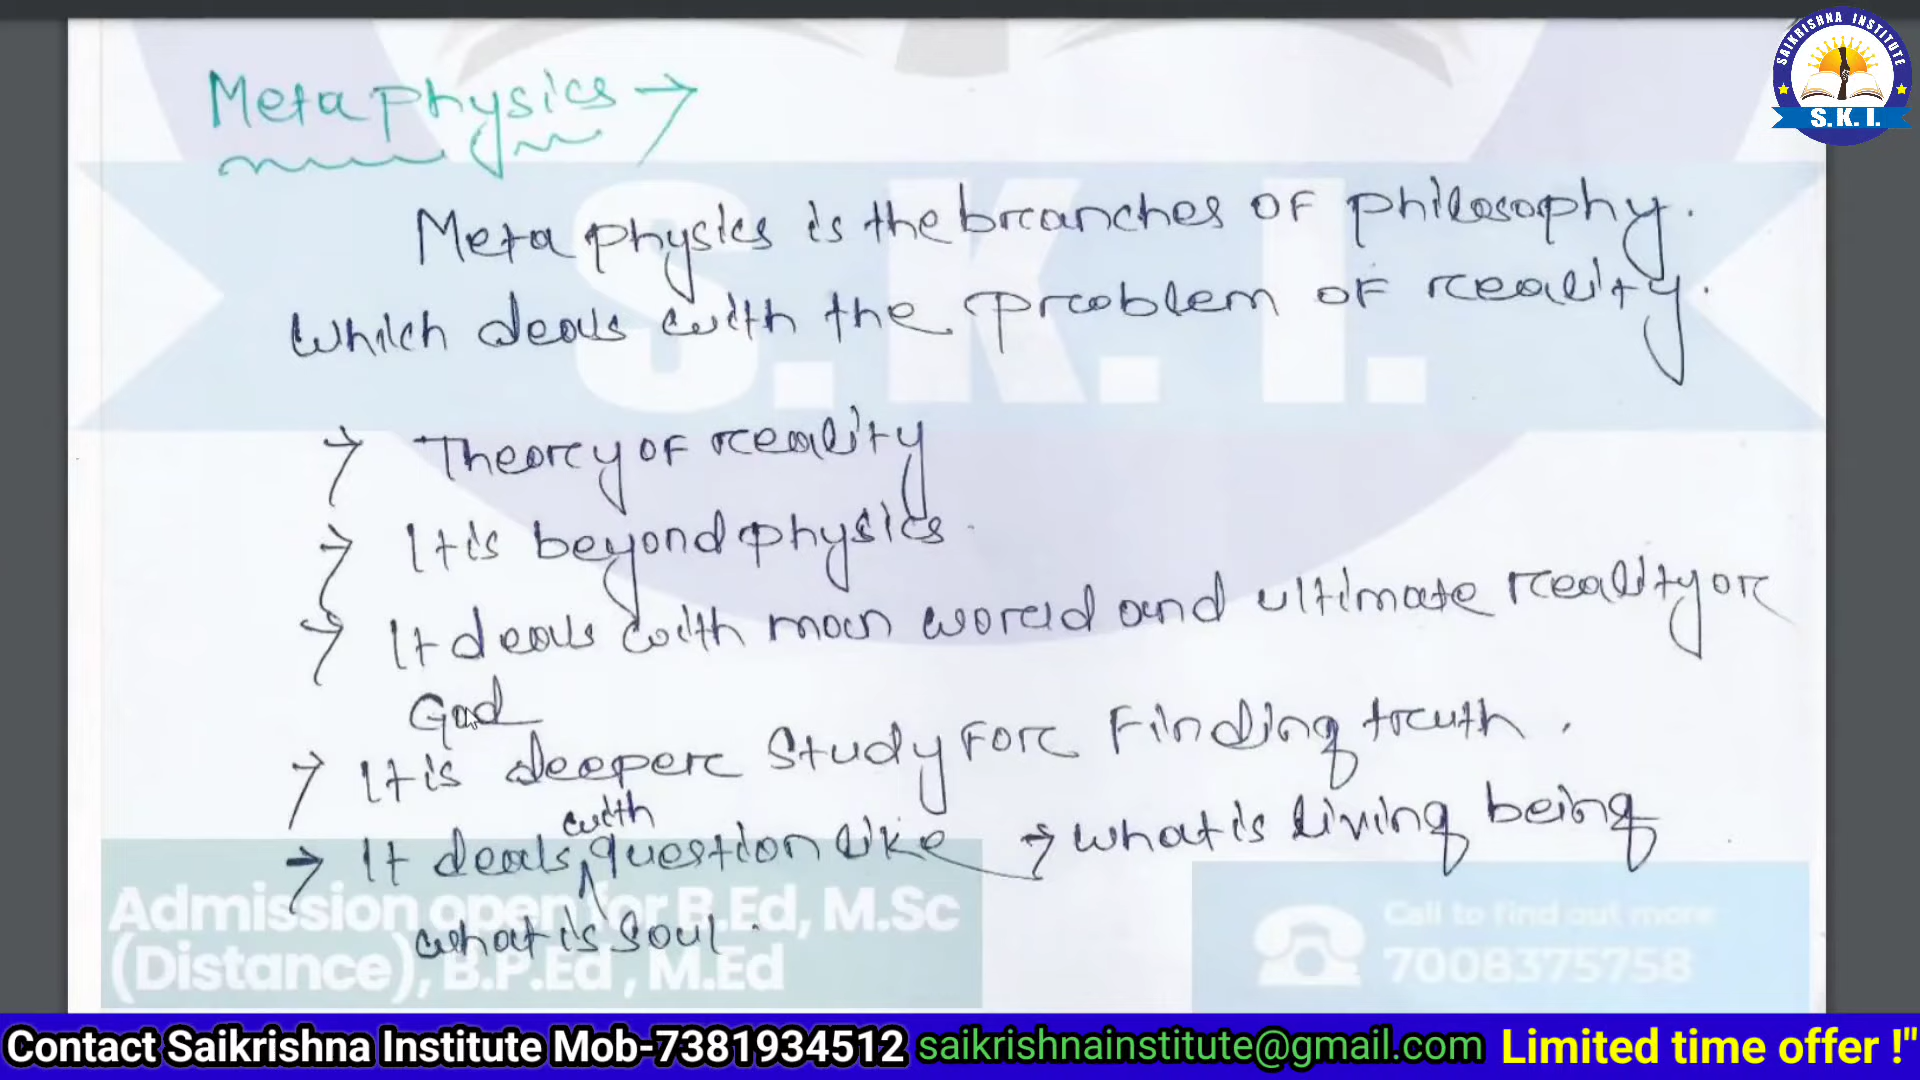 SAIKRISHNA INSTITUTE
S. K. I.
Metaphysics →
Metaphysics is the branches of philosophy.
which deals with the problem of reality.
→ Theory of reality
→ It is beyond physics.
→ It deals with man world and ultimate reality or
God
→ It is deeper study for finding truth.
with
→ It deals ^ question like → what is living being
what is soul.
S.K.I.
Admission open for B.Ed, M.Sc
(Distance), B.P.Ed , M.Ed
Call to find out more
7008375758
Contact Saikrishna Institute Mob-7381934512 saikrishnainstitute@gmail.com Limited time offer !"